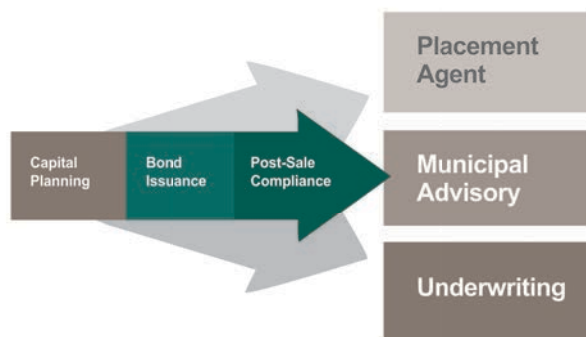 Capital
Planning
Bond
Issuance
Post-Sale
Compliance
Placement
Agent
Municipal
Advisory
Underwriting